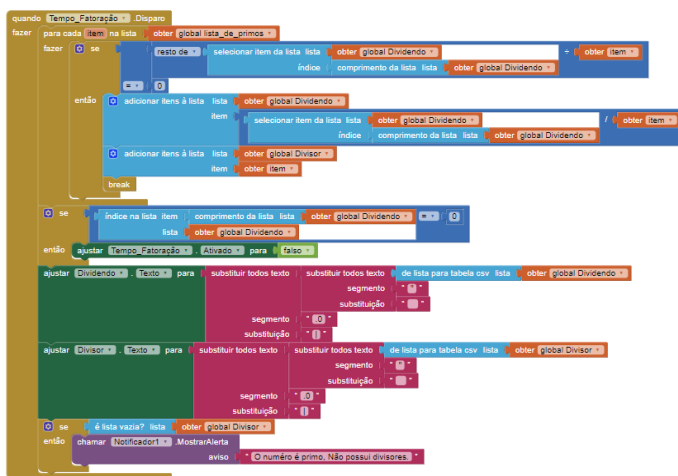 quando Tempo_Fatoração .Disparo
fazer para cada item na lista obter global lista_de_primos
fazer se resto de selecionar item da lista lista obter global Dividendo ÷ obter item
índice comprimento da lista lista obter global Dividendo
= 0
então adicionar itens à lista lista obter global Dividendo
item selecionar item da lista lista obter global Dividendo / obter item
índice comprimento da lista lista obter global Dividendo
adicionar itens à lista lista obter global Divisor
item obter item
break
se índice na lista item comprimento da lista lista obter global Dividendo = 0
lista obter global Dividendo
então ajustar Tempo_Fatoração . Ativado para falso
ajustar Dividendo . Texto para substituir todos texto substituir todos texto de lista para tabela csv lista obter global Dividendo
segmento " " "
substituição " "
segmento " .0 "
substituição " | "
ajustar Divisor . Texto para substituir todos texto substituir todos texto de lista para tabela csv lista obter global Divisor
segmento " " "
substituição " "
segmento " .0 "
substituição " | "
se é lista vazia? lista obter global Divisor
então chamar Notificador1 .MostrarAlerta
aviso " O numéro é primo. Não possui divisores. "